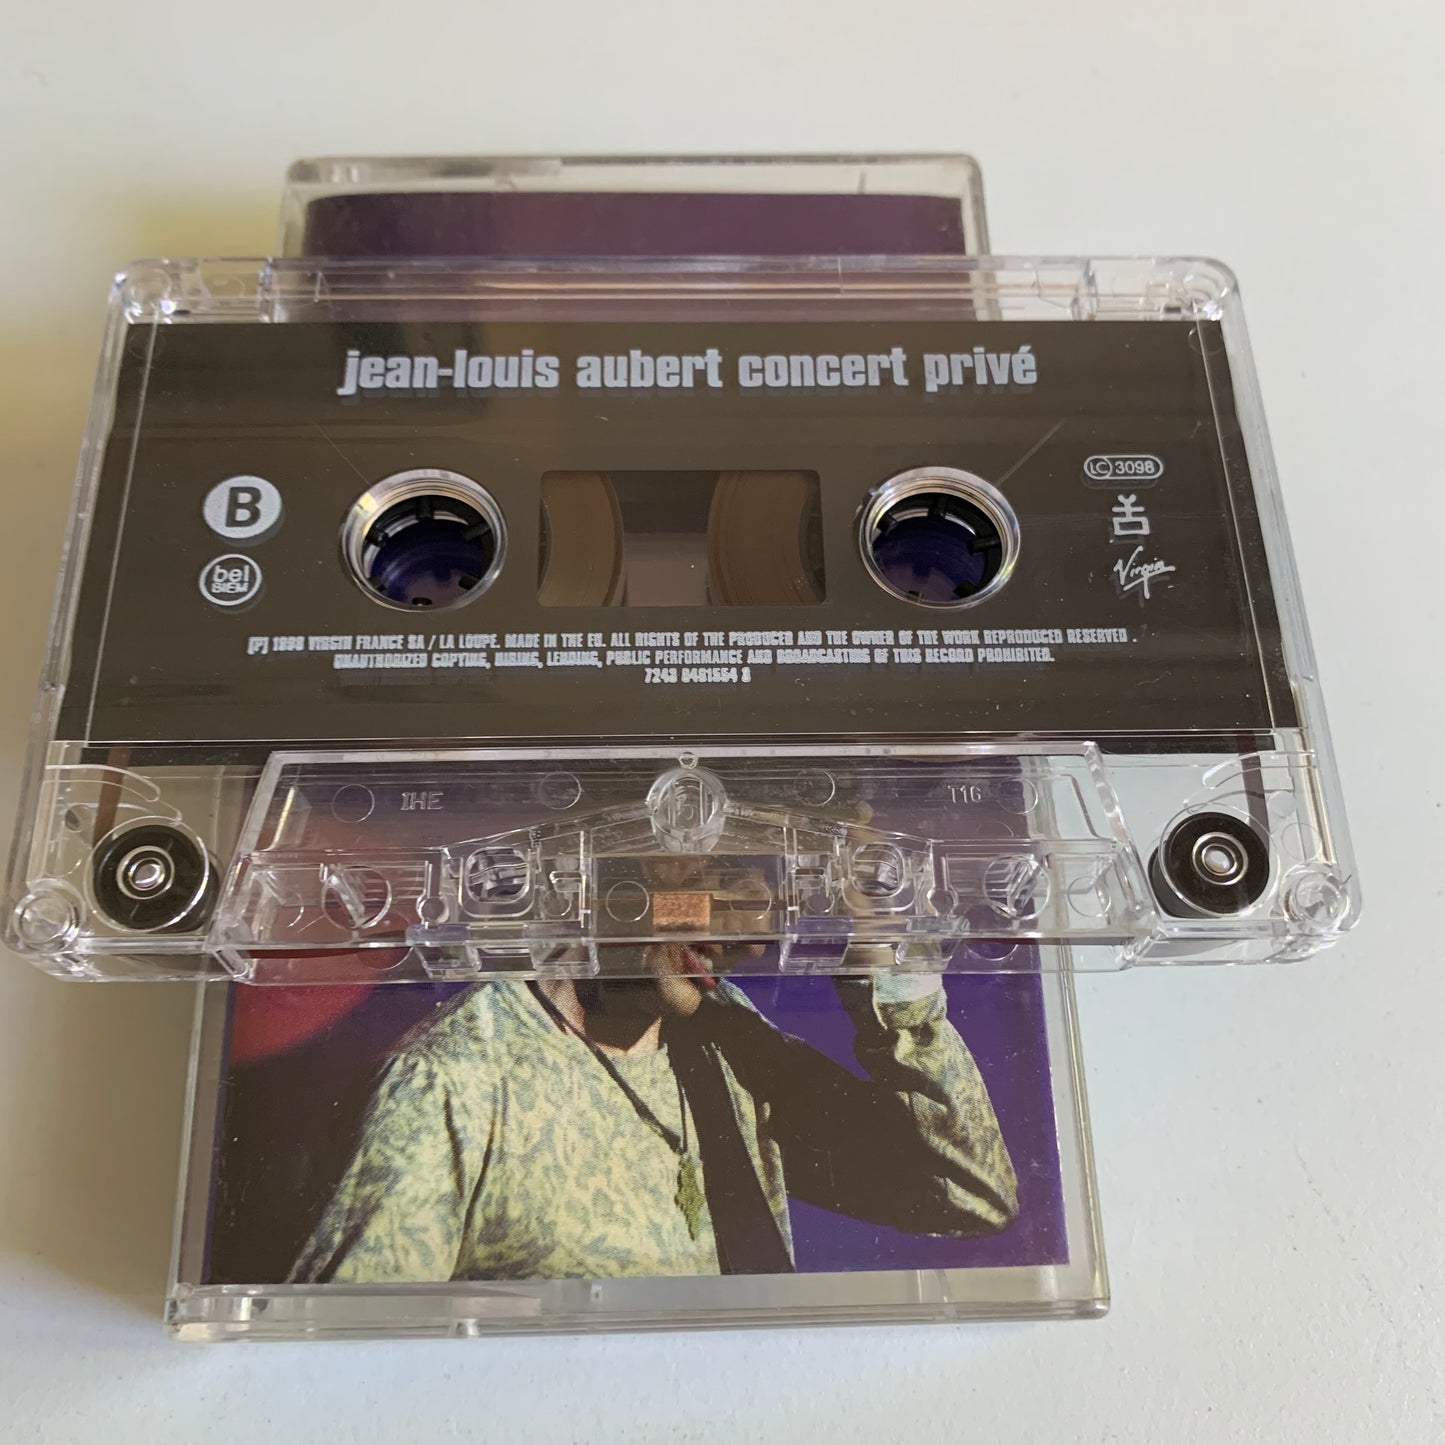 jean-louis aubert concert privé
B
bel
BIEM
LC 3098
Virgin
VIRGIN FRANCE SA / LA LOUPE. MADE IN THE EU. ALL RIGHTS OF THE PRODUCER AND THE OWNER OF THE WORK REPRODUCED RESERVED .
UNAUTHORIZED COPYING, HIRING, LENDING, PUBLIC PERFORMANCE AND BROADCASTING OF THIS RECORD PROHIBITED.
7243
IHE
T16